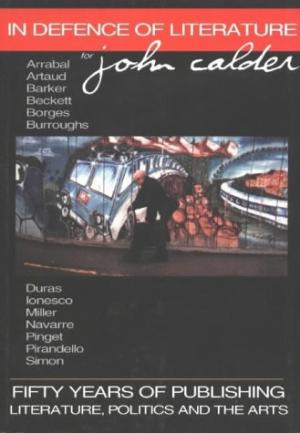 IN DEFENCE OF LITERATURE
for john calder
Arrabal
Artaud
Barker
Beckett
Borges
Burroughs
Duras
Ionesco
Miller
Navarre
Pinget
Pirandello
Simon
FIFTY YEARS OF PUBLISHING
LITERATURE, POLITICS AND THE ARTS